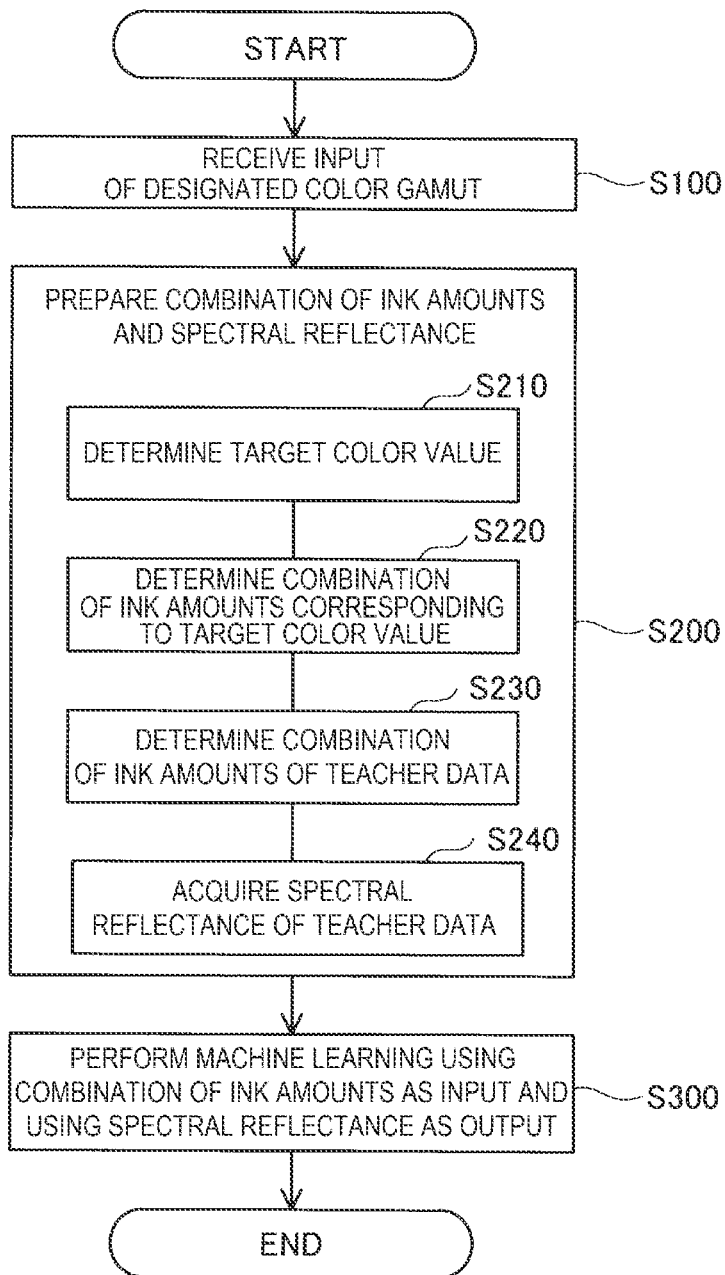 START
RECEIVE INPUT
OF DESIGNATED COLOR GAMUT
S100
PREPARE COMBINATION OF INK AMOUNTS
AND SPECTRAL REFLECTANCE
S210
DETERMINE TARGET COLOR VALUE
S220
DETERMINE COMBINATION
OF INK AMOUNTS CORRESPONDING
TO TARGET COLOR VALUE
S200
S230
DETERMINE COMBINATION
OF INK AMOUNTS OF TEACHER DATA
S240
ACQUIRE SPECTRAL
REFLECTANCE OF TEACHER DATA
PERFORM MACHINE LEARNING USING
COMBINATION OF INK AMOUNTS AS INPUT AND
USING SPECTRAL REFLECTANCE AS OUTPUT
S300
END